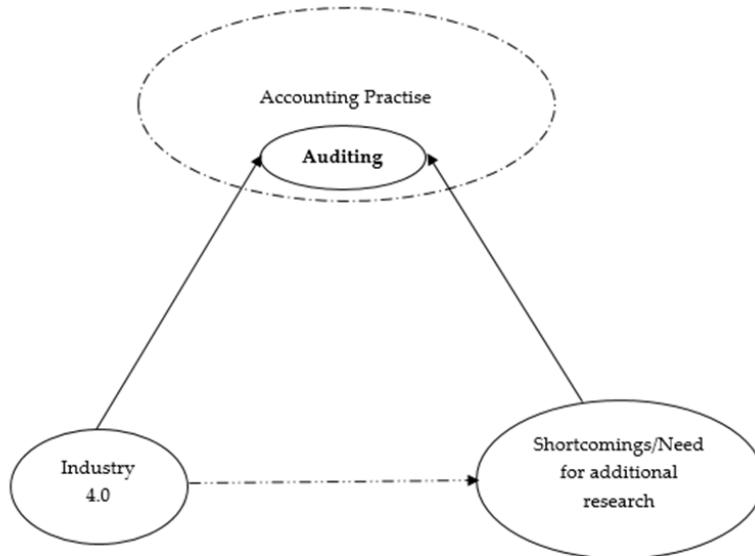 Accounting Practise
Auditing
Industry
4.0
Shortcomings/Need
for additional
research